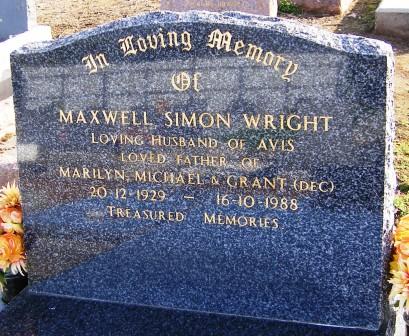 In Loving Memory
Of
MAXWELL SIMON WRIGHT
LOVING HUSBAND OF AVIS
LOVED FATHER OF
MARILYN, MICHAEL & GRANT (DEC)
20-12-1929 – 16-10-1988
TREASURED MEMORIES